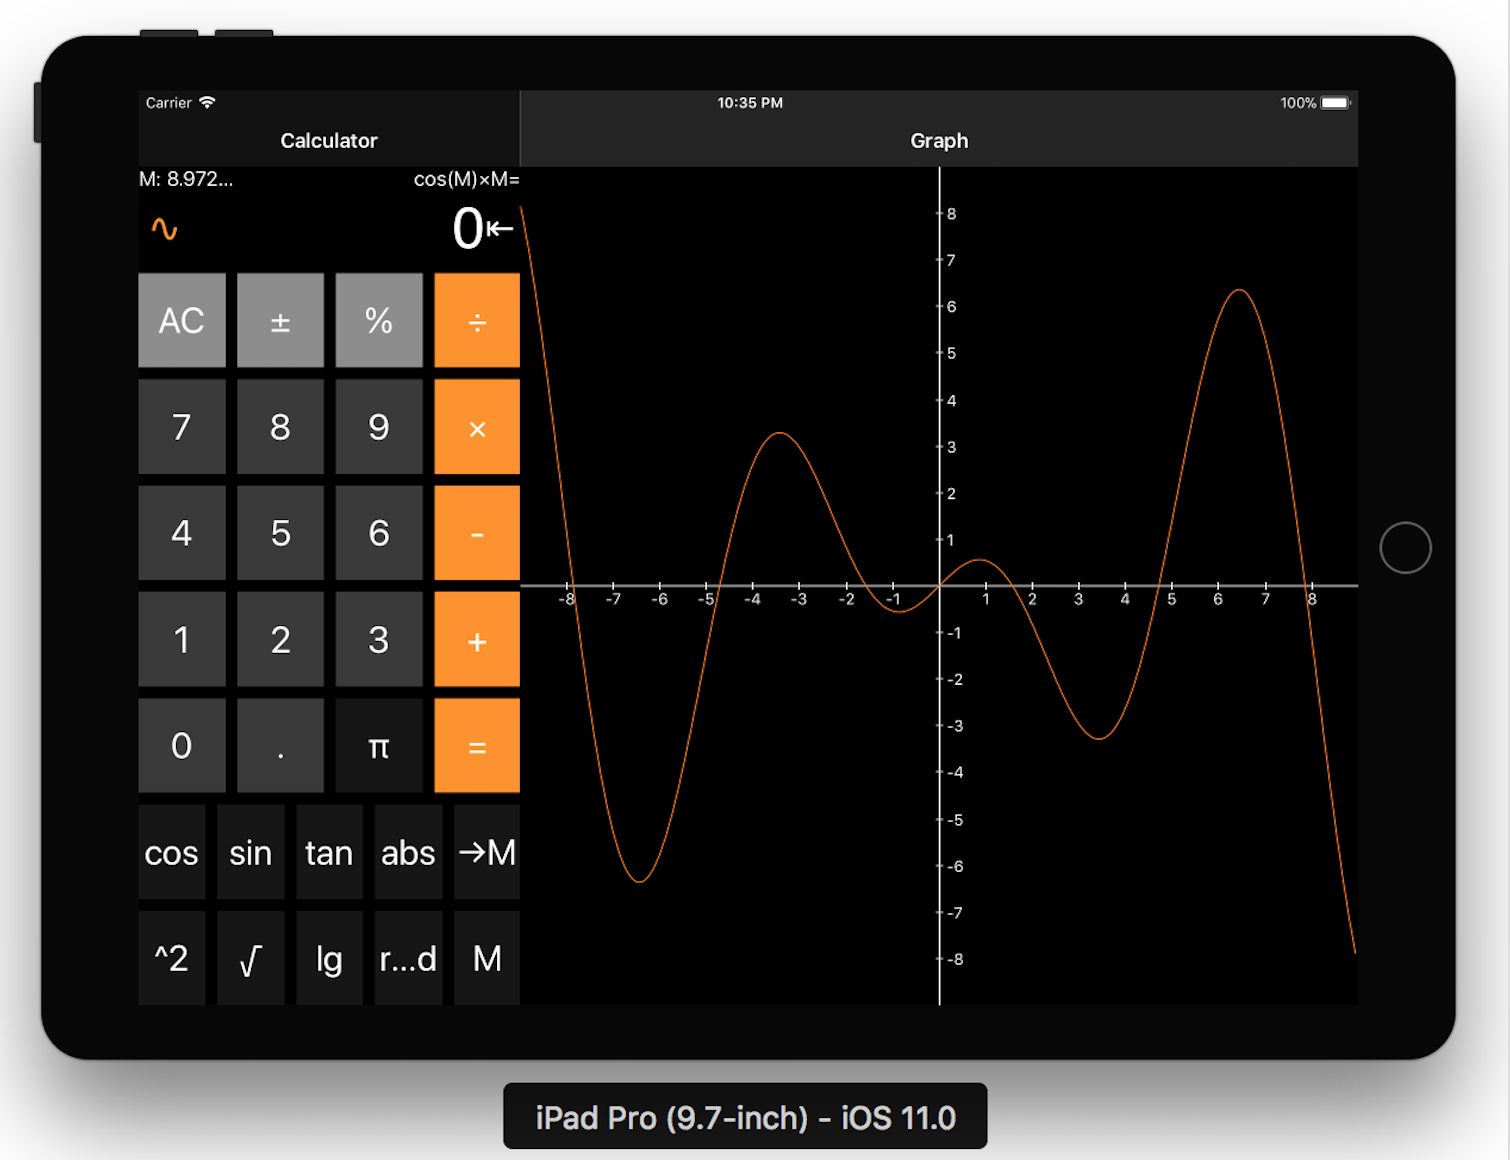 Carrier 10:35 PM 100%
Calculator Graph
M: 8.972... cos(M)×M=
0⇤
AC ± % ÷
7 8 9 ×
4 5 6 -
1 2 3 +
0 . π =
cos sin tan abs →M
^2 √ lg r...d M
8
7
6
5
4
3
2
1
-8 -7 -6 -5 -4 -3 -2 -1 1 2 3 4 5 6 7 8
-1
-2
-3
-4
-5
-6
-7
-8
iPad Pro (9.7-inch) - iOS 11.0